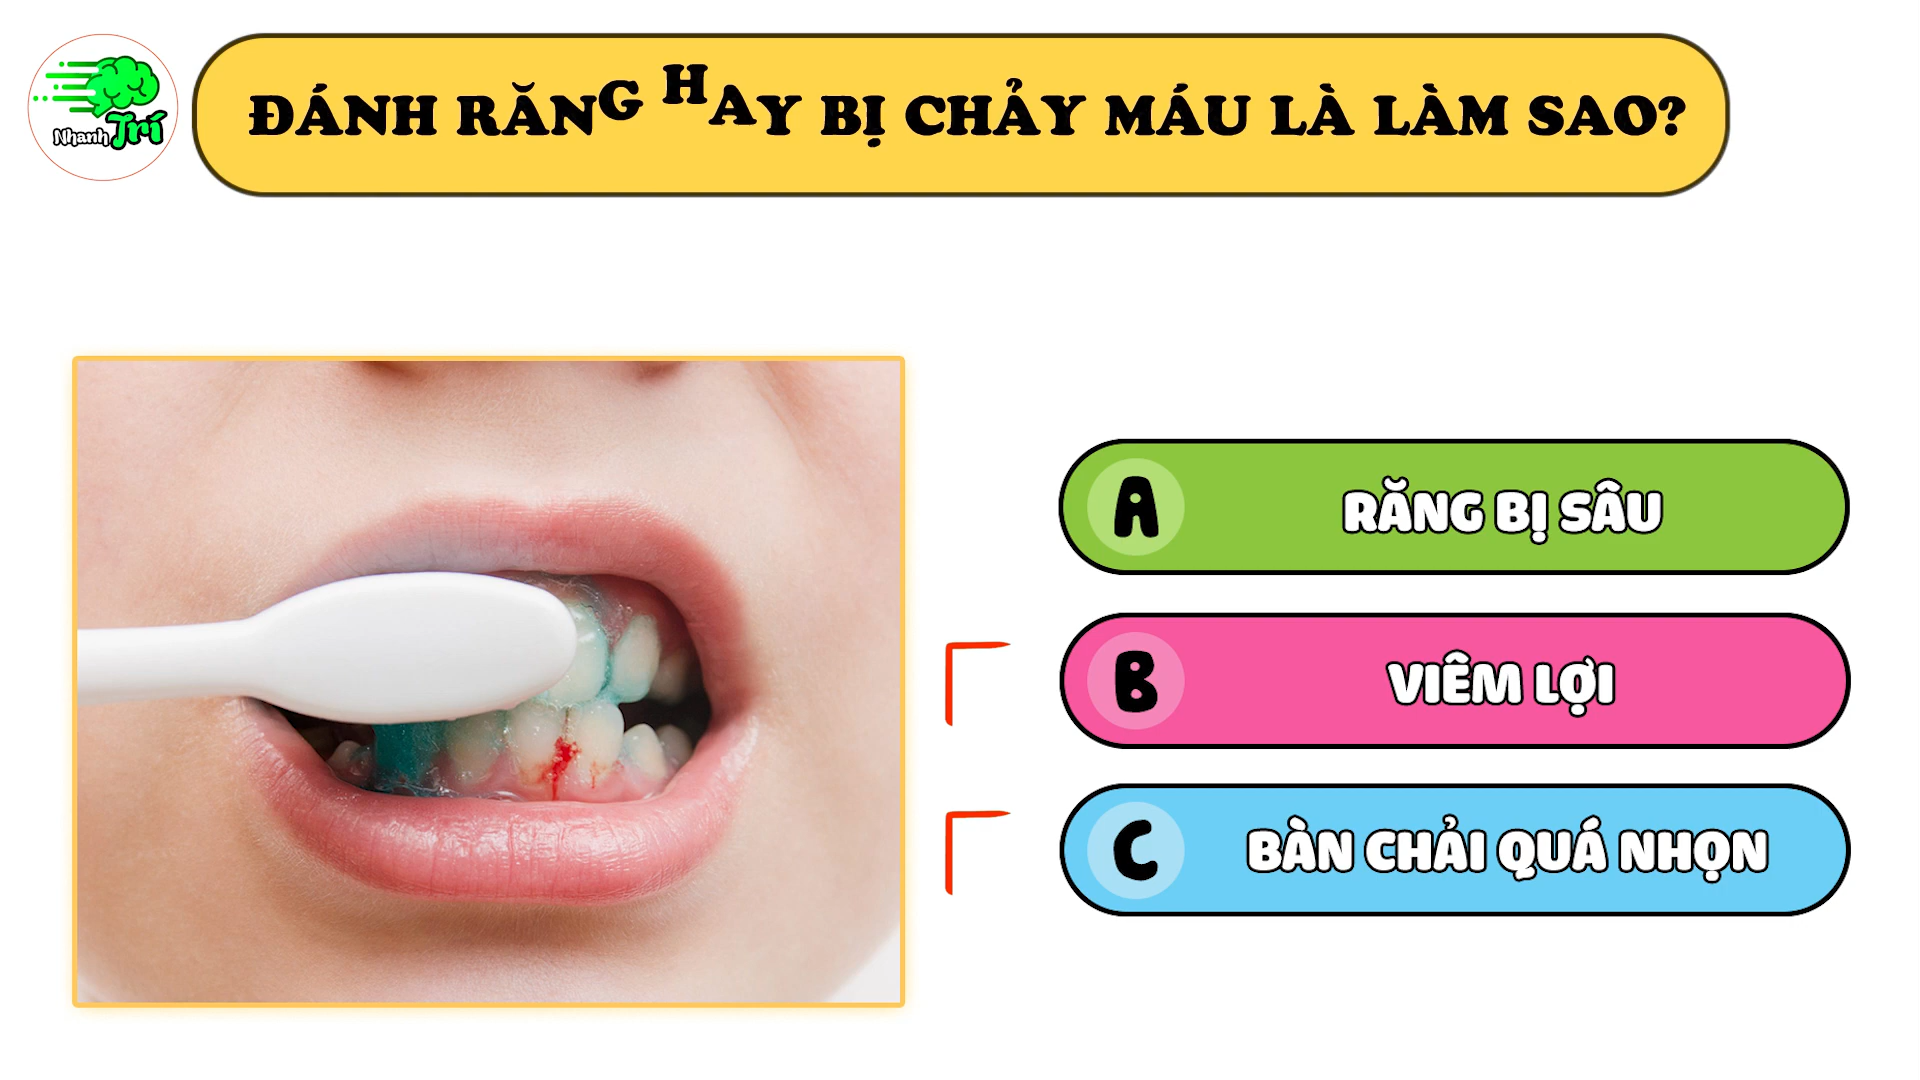 Nhanh Trí
ĐÁNH RĂNG HAY BỊ CHẢY MÁU LÀ LÀM SAO?
A RĂNG BỊ SÂU
B VIÊM LỢI
C BÀN CHẢI QUÁ NHỌN